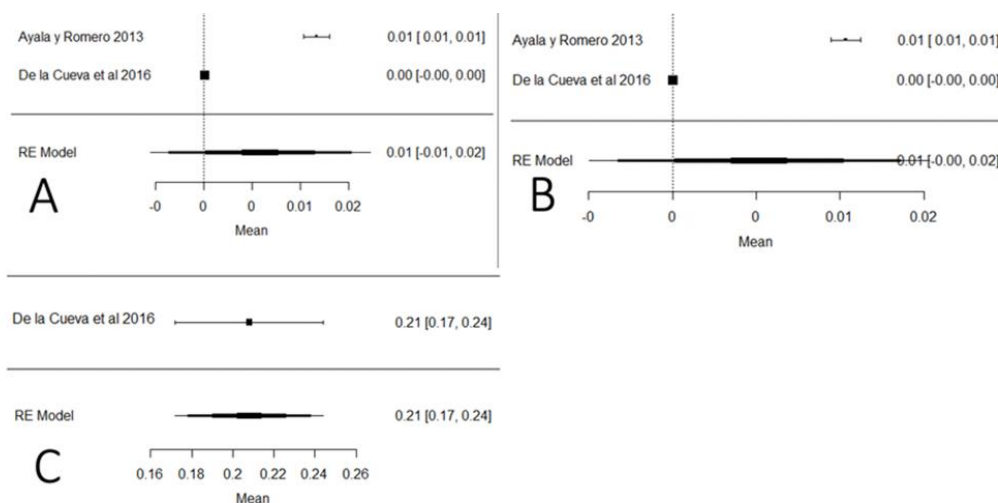 Ayala y Romero 2013 0.01 [ 0.01, 0.01]
De la Cueva et al 2016 0.00 [-0.00, 0.00]
RE Model 0.01 [-0.01, 0.02]
A
-0 0 0 0.01 0.02
Mean
Ayala y Romero 2013 0.01 [ 0.01, 0.01]
De la Cueva et al 2016 0.00 [-0.00, 0.00]
RE Model 0.01 [-0.00, 0.02]
B
-0 0 0 0.01 0.02
Mean
De la Cueva et al 2016 0.21 [0.17, 0.24]
RE Model 0.21 [0.17, 0.24]
C
0.16 0.18 0.20 0.22 0.24 0.26
Mean